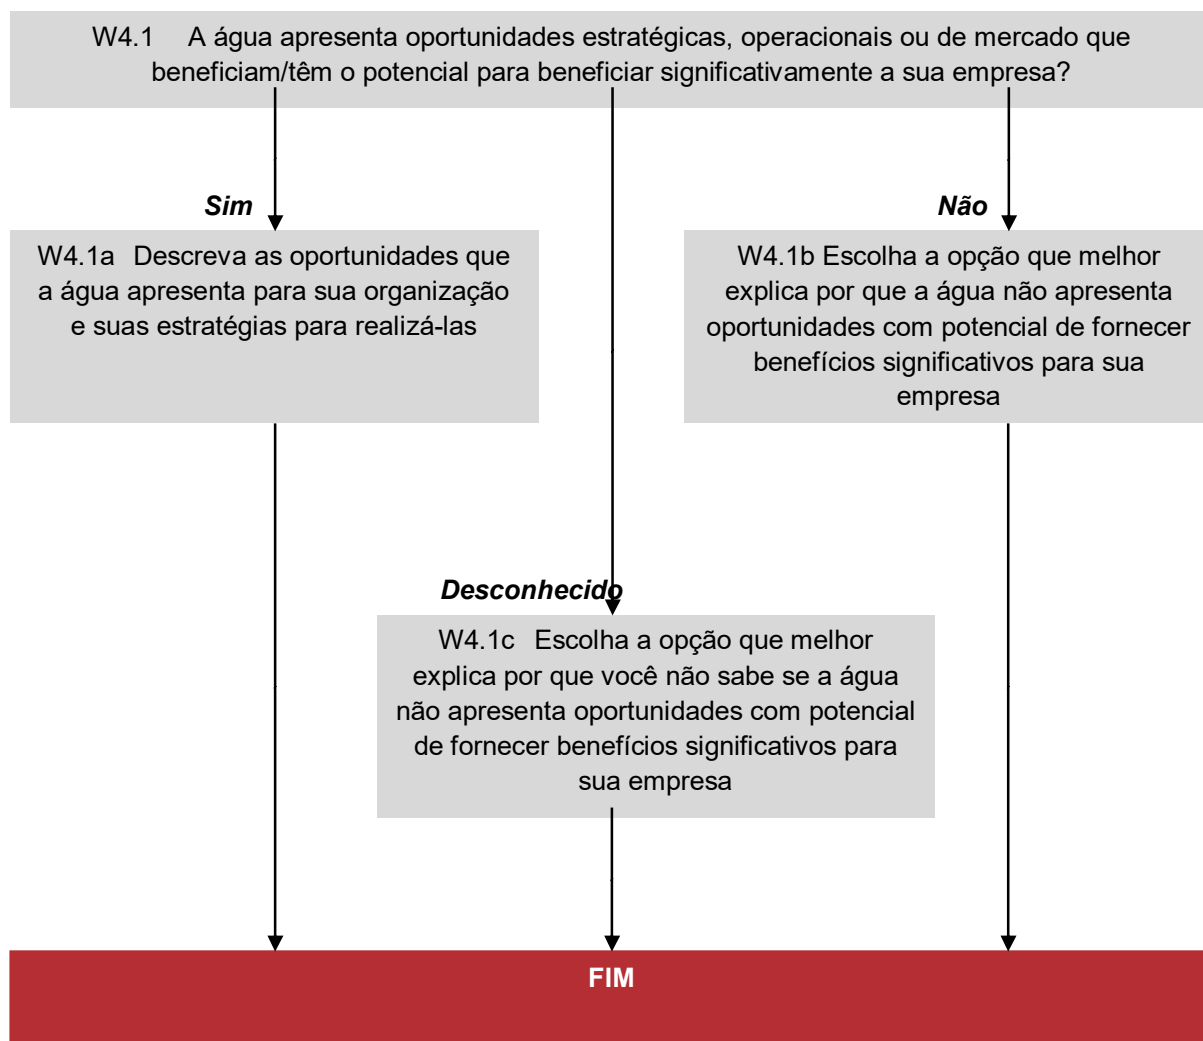 W4.1 A água apresenta oportunidades estratégicas, operacionais ou de mercado que
beneficiam/têm o potencial para beneficiar significativamente a sua empresa?
Sim
Não
W4.1a Descreva as oportunidades que
a água apresenta para sua organização
e suas estratégias para realizá-las
W4.1b Escolha a opção que melhor
explica por que a água não apresenta
oportunidades com potencial de fornecer
benefícios significativos para sua
empresa
Desconhecido
W4.1c Escolha a opção que melhor
explica por que você não sabe se a água
não apresenta oportunidades com potencial
de fornecer benefícios significativos para
sua empresa
FIM